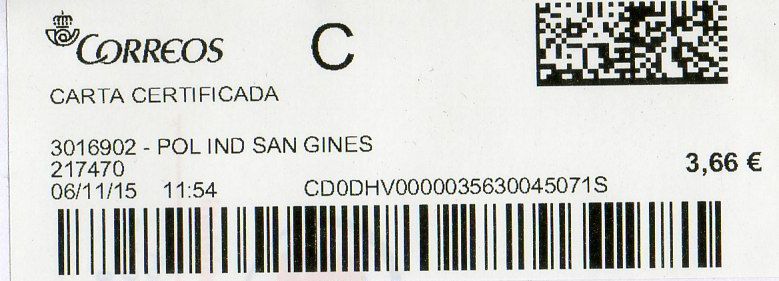 CORREOS
C
CARTA CERTIFICADA
3016902 - POL IND SAN GINES
217470
3,66 €
06/11/15 11:54 CD0DHV0000035630045071S